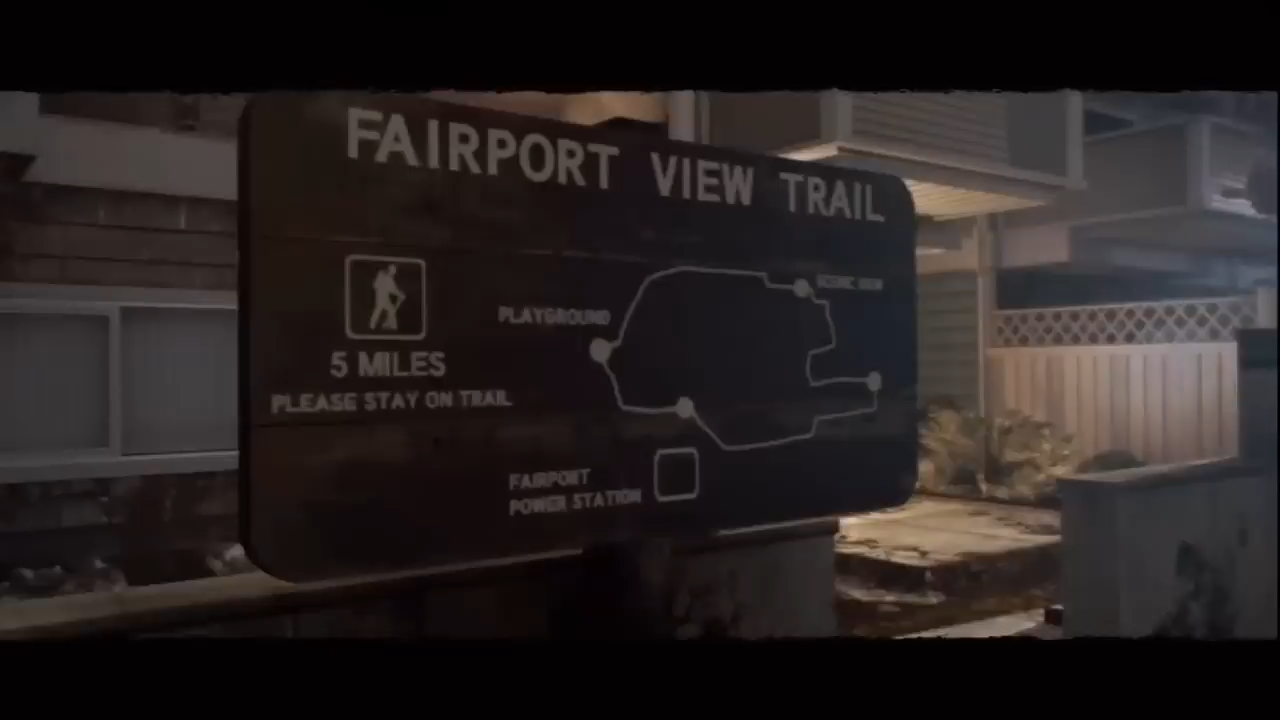 FAIRPORT VIEW TRAIL
PLAYGROUND
5 MILES
PLEASE STAY ON TRAIL
FAIRPORT
POWER STATION